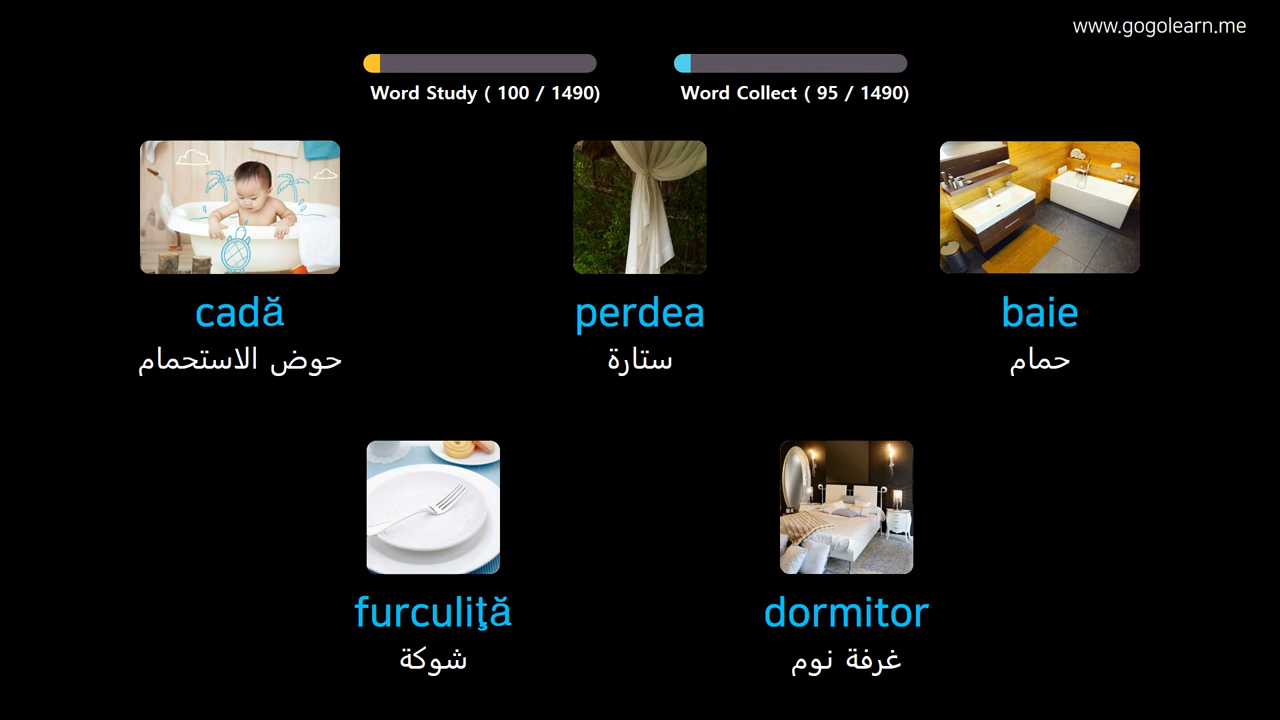 www.gogolearn.me
Word Study ( 100 / 1490)
Word Collect ( 95 / 1490)
cadă
حوض الاستحمام
perdea
ستارة
baie
حمام
furculiţă
شوكة
dormitor
غرفة نوم